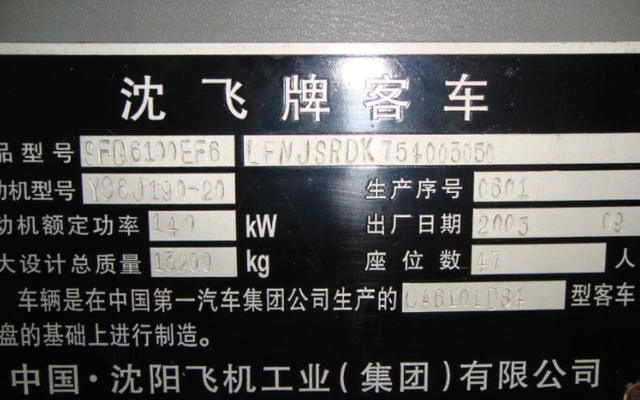 沈飞牌客车
品型号 SFQ6100EF6 LFNJSRDK754003050
动机型号 YC6J190-20 生产序号 0601
动机额定功率 140 kW 出厂日期 2005 09
大设计总质量 13200 kg 座位数 47 人
车辆是在中国第一汽车集团公司生产的 CA6101D84 型客车
盘的基础上进行制造。
中国·沈阳飞机工业(集团)有限公司